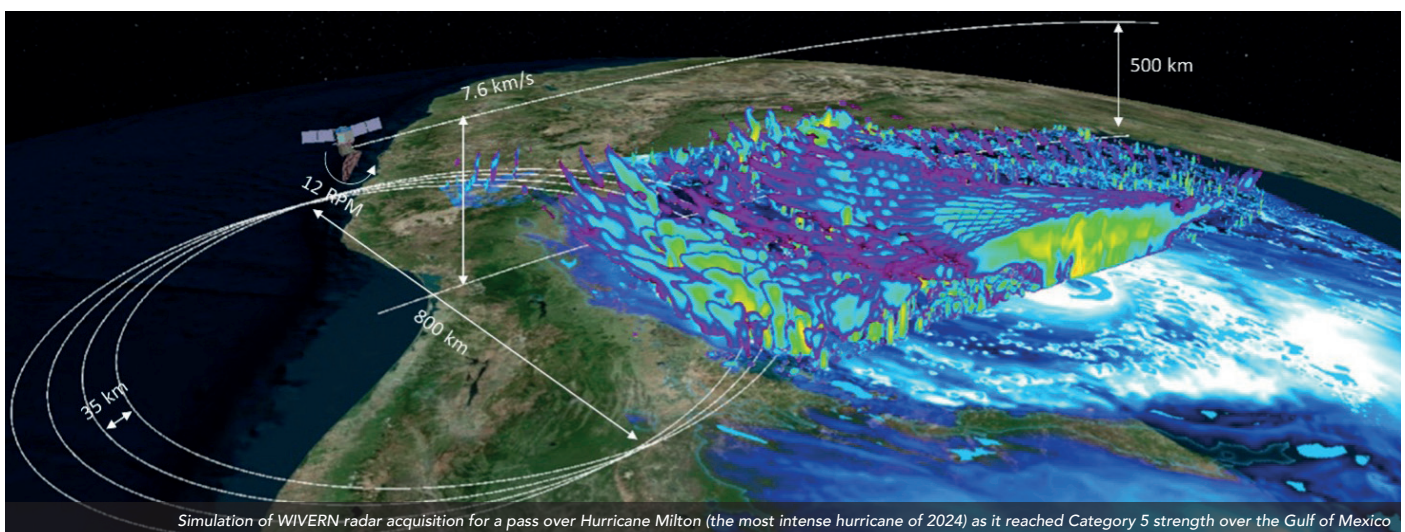 500 km
7.6 km/s
12 RPM
800 km
35 km
Simulation of WIVERN radar acquisition for a pass over Hurricane Milton (the most intense hurricane of 2024) as it reached Category 5 strength over the Gulf of Mexico